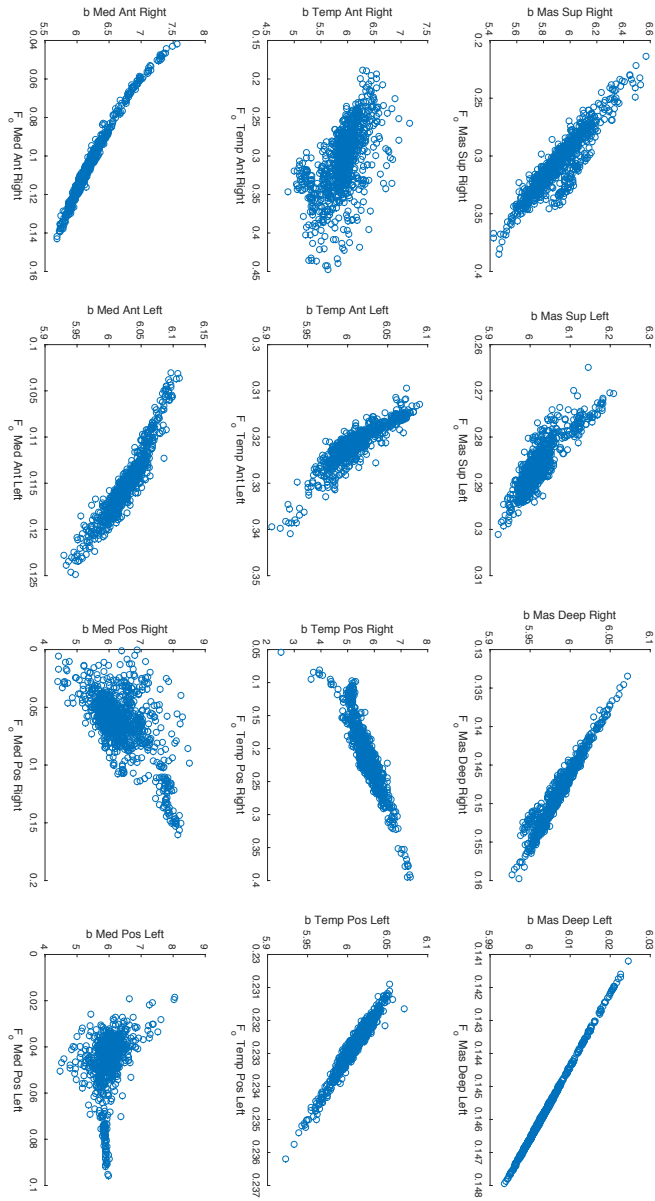 b Mas Sup Right
6.6
6.4
6.2
6
5.8
5.6
5.4
0.2 0.25 0.3 0.35 0.4
F_o Mas Sup Right
b Mas Sup Left
6.3
6.2
6.1
6
5.9
0.26 0.27 0.28 0.29 0.3 0.31
F_o Mas Sup Left
b Mas Deep Right
6.1
6.05
6
5.95
5.9
0.13 0.135 0.14 0.145 0.15 0.155 0.16
F_o Mas Deep Right
b Mas Deep Left
6.03
6.02
6.01
6
5.99
0.141 0.142 0.143 0.144 0.145 0.146 0.147 0.148
F_o Mas Deep Left
b Temp Ant Right
7.5
7
6.5
6
5.5
5
4.5
0.15 0.2 0.25 0.3 0.35 0.4 0.45
F_o Temp Ant Right
b Temp Ant Left
6.1
6.05
6
5.95
5.9
0.3 0.31 0.32 0.33 0.34 0.35
F_o Temp Ant Left
b Temp Pos Right
8
7
6
5
4
3
2
0.05 0.1 0.15 0.2 0.25 0.3 0.35 0.4
F_o Temp Pos Right
b Temp Pos Left
6.1
6.05
6
5.95
5.9
0.23 0.231 0.232 0.233 0.234 0.235 0.236 0.237
F_o Temp Pos Left
b Med Ant Right
8
7.5
7
6.5
6
5.5
0.04 0.06 0.08 0.1 0.12 0.14 0.16
F_o Med Ant Right
b Med Ant Left
6.15
6.1
6.05
6
5.95
5.9
0.1 0.105 0.11 0.115 0.12 0.125
F_o Med Ant Left
b Med Pos Right
9
8
7
6
5
4
0 0.05 0.1 0.15 0.2
F_o Med Pos Right
b Med Pos Left
9
8
7
6
5
4
0 0.02 0.04 0.06 0.08 0.1
F_o Med Pos Left